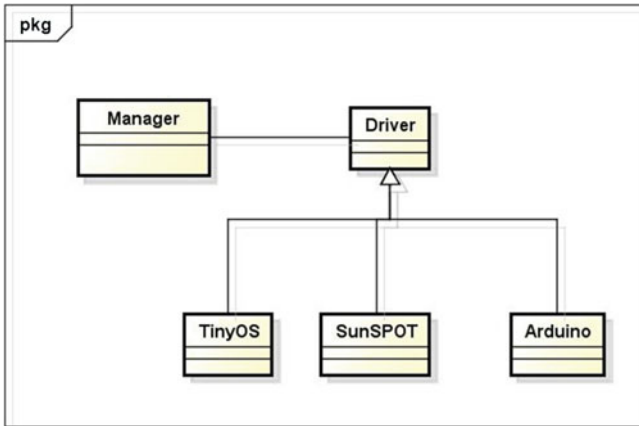 pkg
Manager
Driver
TinyOS
SunSPOT
Arduino